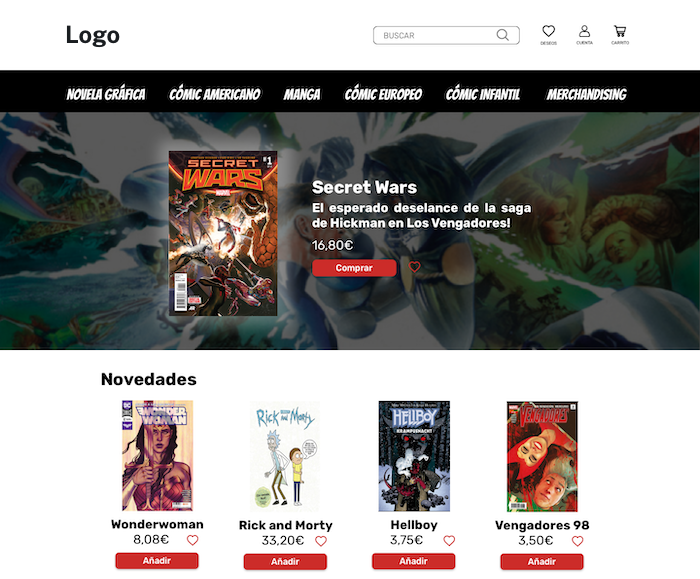 Logo
BUSCAR
DESEOS
CUENTA
CARRITO
NOVELA GRÁFICA
CÓMIC AMERICANO
MANGA
CÓMIC EUROPEO
CÓMIC INFANTIL
MERCHANDISING
SECRET
#1
WARS
MARVEL
Secret Wars
El esperado deselance de la saga
de Hickman en Los Vengadores!
16,80€
Comprar
Novedades
WONDER
WOMAN
Rick and Morty
HELLBOY
KRAMPUSNACHT
VENGADORES
Wonderwoman
8,08€
Añadir
Rick and Morty
33,20€
Añadir
Hellboy
3,75€
Añadir
Vengadores 98
3,50€
Añadir